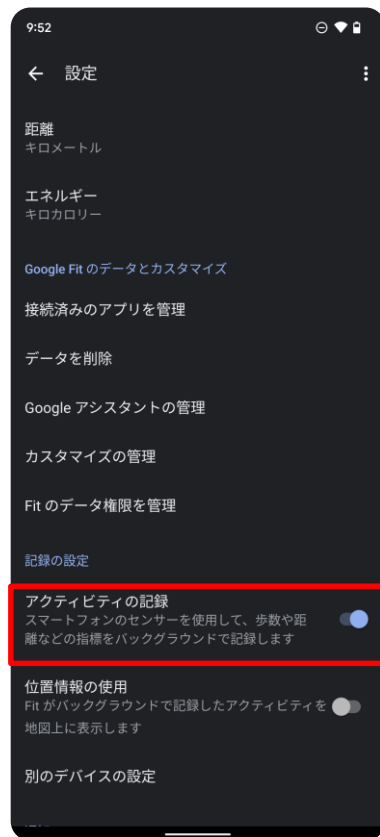 9:52
設定
距離
キロメートル
エネルギー
キロカロリー
Google Fit のデータとカスタマイズ
接続済みのアプリを管理
データを削除
Google アシスタントの管理
カスタマイズの管理
Fit のデータ権限を管理
記録の設定
アクティビティの記録
スマートフォンのセンサーを使用して、歩数や距
離などの指標をバックグラウンドで記録します
位置情報の使用
Fit がバックグラウンドで記録したアクティビティを
地図上に表示します
別のデバイスの設定